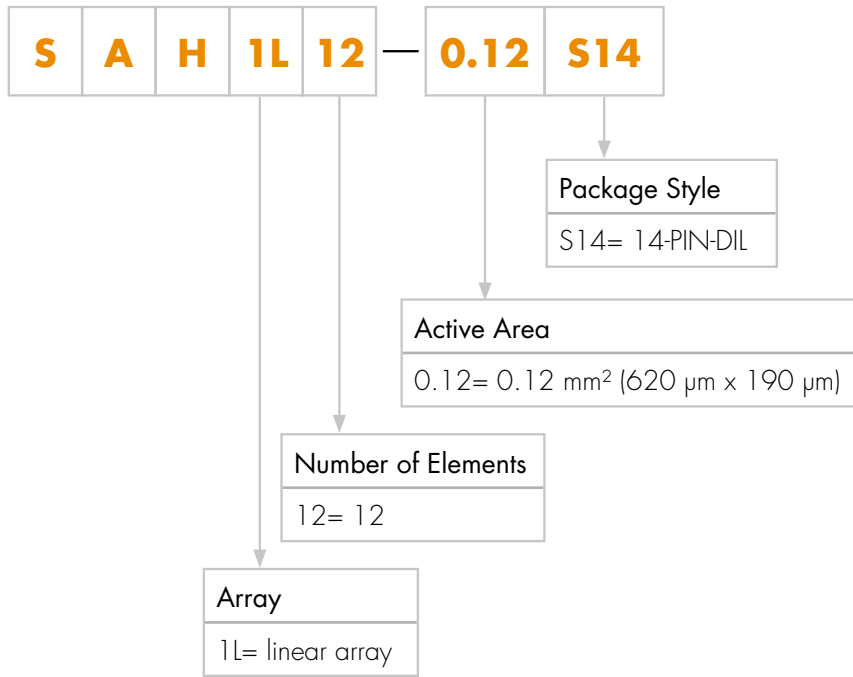 S A H 1L 12 — 0.12 S14
Package Style
S14= 14-PIN-DIL
Active Area
0.12= 0.12 mm² (620 µm x 190 µm)
Number of Elements
12= 12
Array
1L= linear array